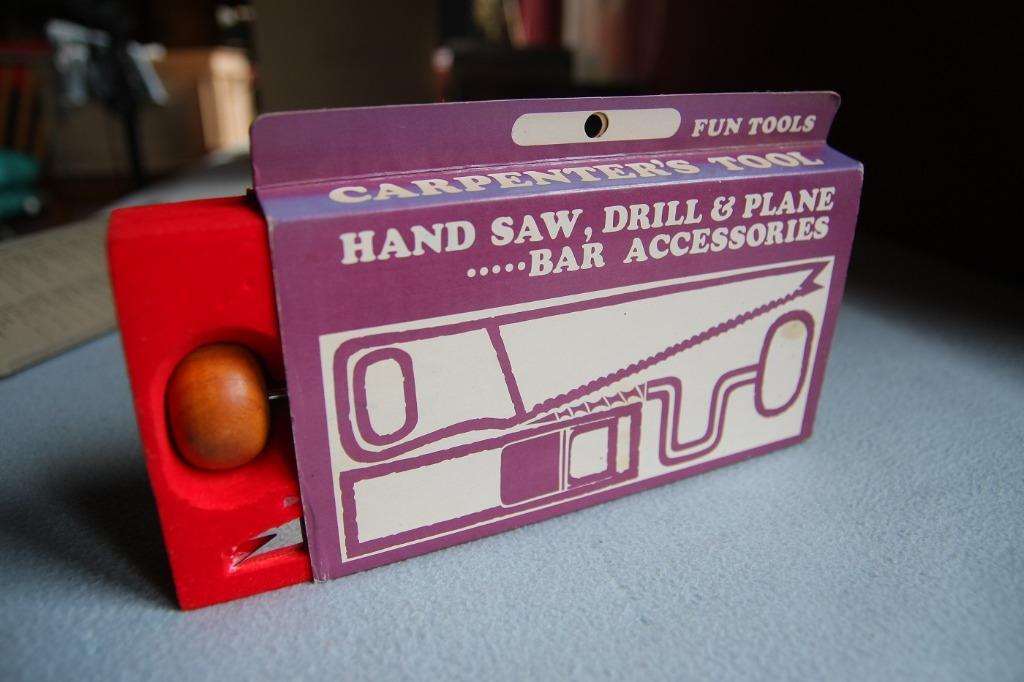 FUN TOOLS
CARPENTER'S TOOL
HAND SAW, DRILL & PLANE
.....BAR ACCESSORIES